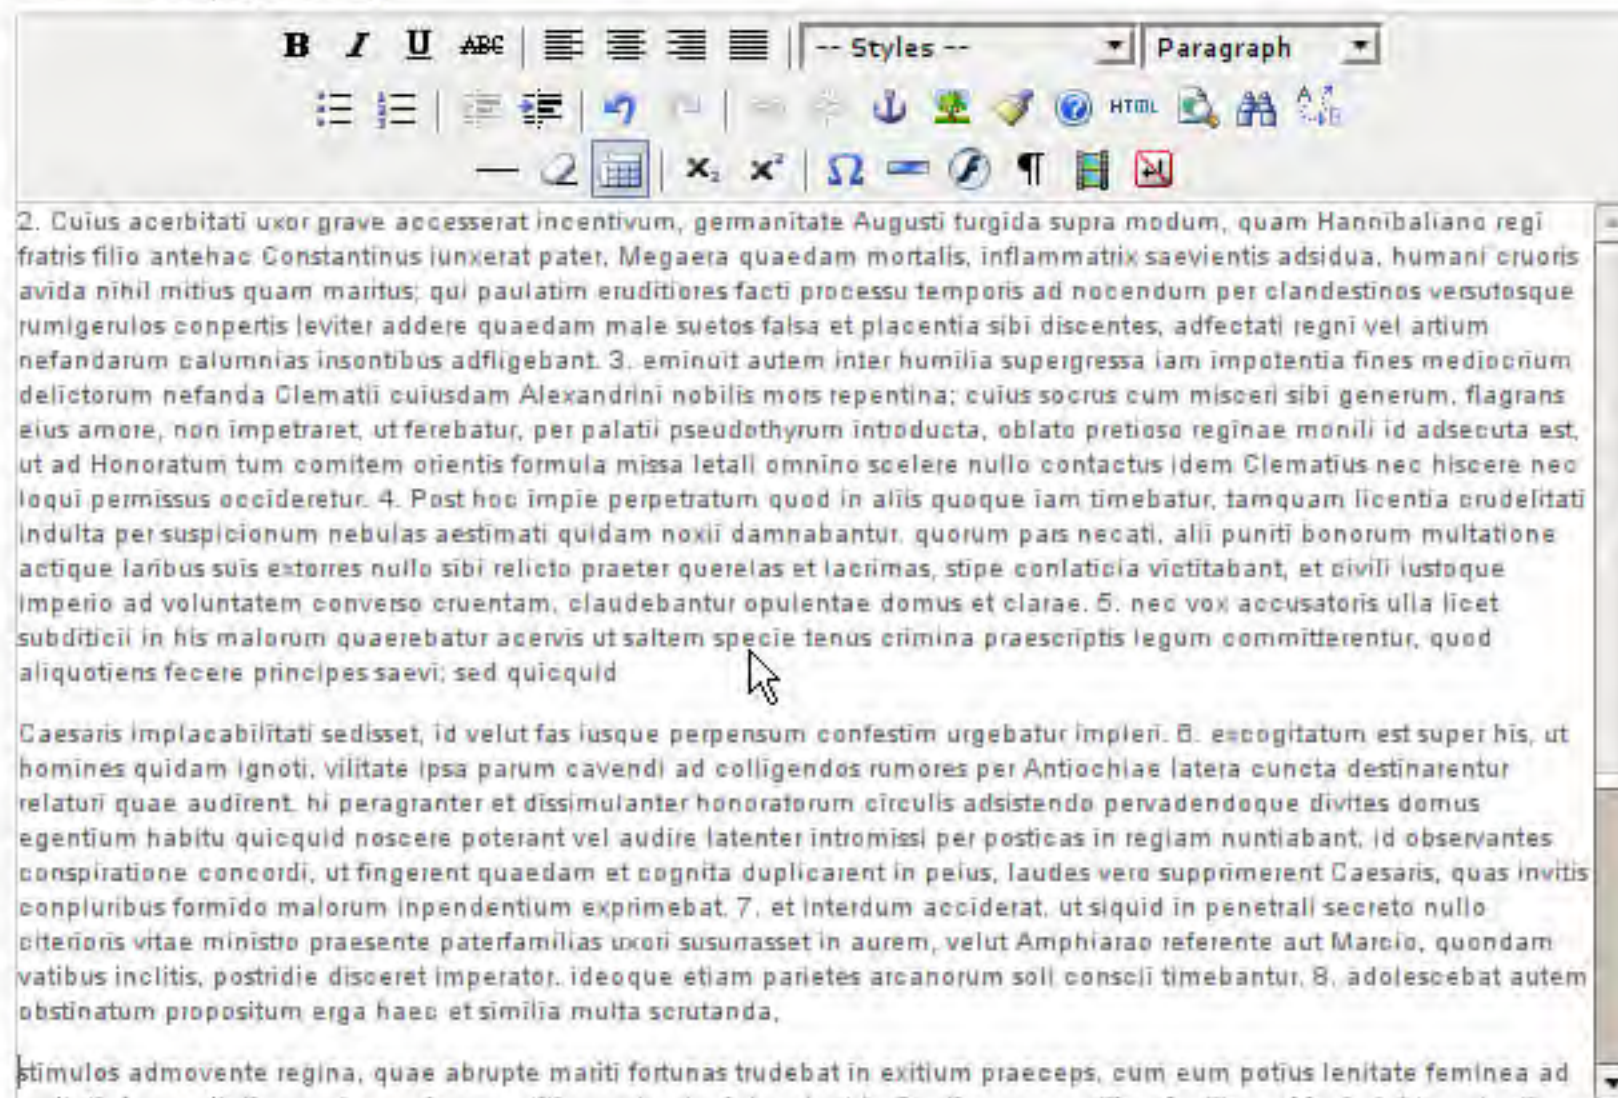 B I U ABC -- Styles -- Paragraph
HTML A B
x₂ x² Ω f ¶
2. Cuius acerbitati uxor grave accesserat incentivum, germanitate Augusti turgida supra modum, quam Hannibaliano regi
fratris filio antehac Constantinus iunxerat pater, Megaera quaedam mortalis, inflammatrix saevientis adsidua, humani cruoris
avida nihil mitius quam maritus; qui paulatim eruditiores facti processu temporis ad nocendum per clandestinos versutosque
rumigerulos conpertis leviter addere quaedam male suetos falsa et placentia sibi discentes, adfectati regni vel artium
nefandarum calumnias insontibus adfligebant. 3. eminuit autem inter humilia supergressa iam impotentia fines mediocrium
delictorum nefanda Clematii cuiusdam Alexandrini nobilis mors repentina; cuius socrus cum misceri sibi generum, flagrans
eius amore, non impetraret, ut ferebatur, per palatii pseudothyrum introducta, oblato pretioso reginae monili id adsecuta est,
ut ad Honoratum tum comitem orientis formula missa letali omnino scelere nullo contactus idem Clematius nec hiscere nec
loqui permissus occideretur. 4. Post hoc impie perpetratum quod in aliis quoque iam timebatur, tamquam licentia crudelitati
indulta per suspicionum nebulas aestimati quidam noxii damnabantur. quorum pars necati, alii puniti bonorum multatione
actique laribus suis extorres nullo sibi relicto praeter querelas et lacrimas, stipe conlaticia victitabant, et civili iustoque
imperio ad voluntatem converso cruentam, claudebantur opulentae domus et clarae. 5. nec vox accusatoris ulla licet
subditicii in his malorum quaerebatur acervis ut saltem specie tenus crimina praescriptis legum committerentur, quod
aliquotiens fecere principes saevi; sed quicquid
Caesaris implacabilitati sedisset, id velut fas iusque perpensum confestim urgebatur impleri. 6. excogitatum est super his, ut
homines quidam ignoti, vilitate ipsa parum cavendi ad colligendos rumores per Antiochiae latera cuncta destinarentur
relaturi quae audirent. hi peragranter et dissimulanter honoratorum circulis adsistendo pervadendoque divites domus
egentium habitu quicquid noscere poterant vel audire latenter intromissi per posticas in regiam nuntiabant, id observantes
conspiratione concordi, ut fingerent quaedam et cognita duplicarent in peius, laudes vero supprimerent Caesaris, quas invitis
conpluribus formido malorum inpendentium exprimebat. 7. et interdum acciderat, ut siquid in penetrali secreto nullo
citerioris vitae ministro praesente paterfamilias uxori susurrasset in aurem, velut Amphiarao referente aut Marcio, quondam
vatibus inclitis, postridie disceret imperator. ideoque etiam parietes arcanorum soli conscii timebantur. 8. adolescebat autem
obstinatum propositum erga haec et similia multa scrutanda,
stimulos admovente regina, quae abrupte mariti fortunas trudebat in exitium praeceps, cum eum potius lenitate feminea ad